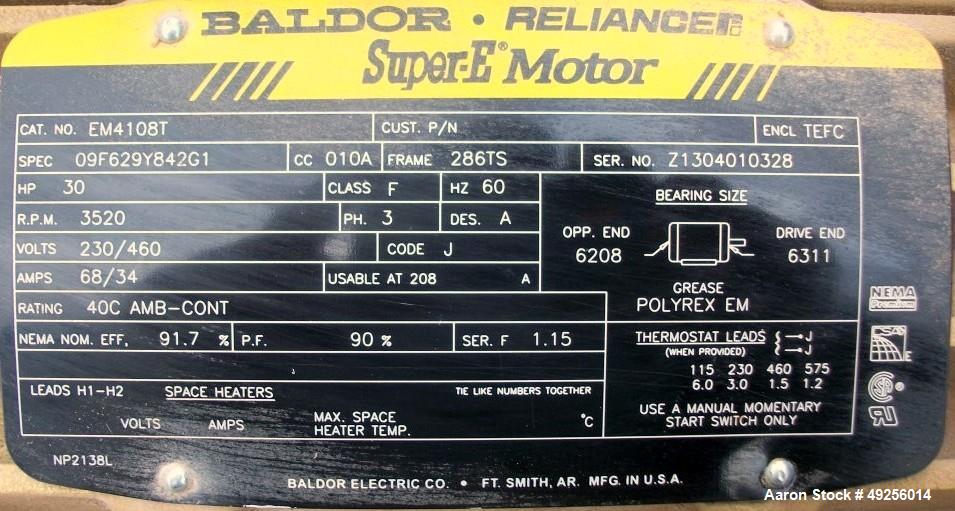 BALDOR • RELIANCER
Super-E® Motor
CAT. NO. EM4108T CUST. P/N ENCL TEFC
SPEC 09F629Y842G1 CC 010A FRAME 286TS SER. NO. Z1304010328
HP 30 CLASS F HZ 60
R.P.M. 3520 PH. 3 DES. A
VOLTS 230/460 CODE J
AMPS 68/34 USABLE AT 208 A
BEARING SIZE
OPP. END DRIVE END
6208 6311
GREASE
POLYREX EM
RATING 40C AMB-CONT
NEMA NOM. EFF. 91.7 % P.F. 90 % SER. F 1.15
THERMOSTAT LEADS J
(WHEN PROVIDED) J
115 230 460 575
6.0 3.0 1.5 1.2
USE A MANUAL MOMENTARY
START SWITCH ONLY
LEADS H1-H2 SPACE HEATERS TIE LIKE NUMBERS TOGETHER
VOLTS AMPS MAX. SPACE HEATER TEMP. °C
NEMA
Premium
NP2138L
BALDOR ELECTRIC CO. • FT. SMITH, AR. MFG. IN U.S.A.
Aaron Stock # 49256014